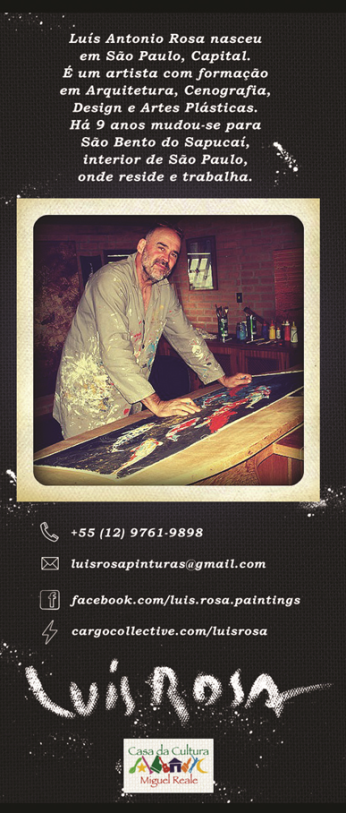 Luís Antonio Rosa nasceu
em São Paulo, Capital.
É um artista com formação
em Arquitetura, Cenografia,
Design e Artes Plásticas.
Há 9 anos mudou-se para
São Bento do Sapucaí,
interior de São Paulo,
onde reside e trabalha.
+55 (12) 9761-9898
luisrosapinturas@gmail.com
facebook.com/luis.rosa.paintings
cargocollective.com/luisrosa
Luís Rosa
Casa da Cultura
Miguel Reale